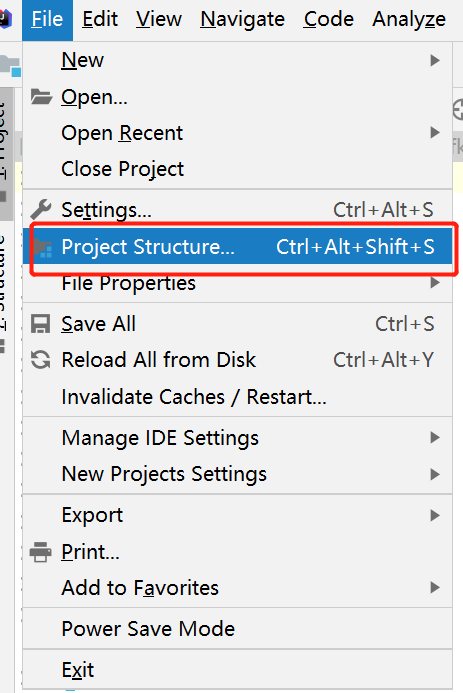 File Edit View Navigate Code Analyze
New
Open...
Open Recent
Close Project
Settings... Ctrl+Alt+S
Project Structure... Ctrl+Alt+Shift+S
File Properties
Save All Ctrl+S
Reload All from Disk Ctrl+Alt+Y
Invalidate Caches / Restart...
Manage IDE Settings
New Projects Settings
Export
Print...
Add to Favorites
Power Save Mode
Exit
1: Project